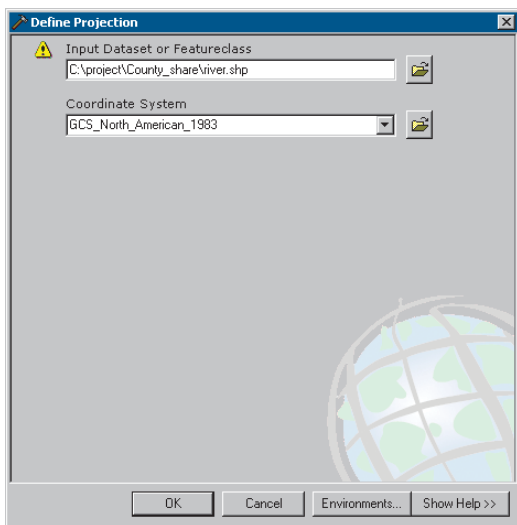 Define Projection
Input Dataset or Featureclass
C:\project\County_share\river.shp
Coordinate System
GCS_North_American_1983
OK Cancel Environments... Show Help >>